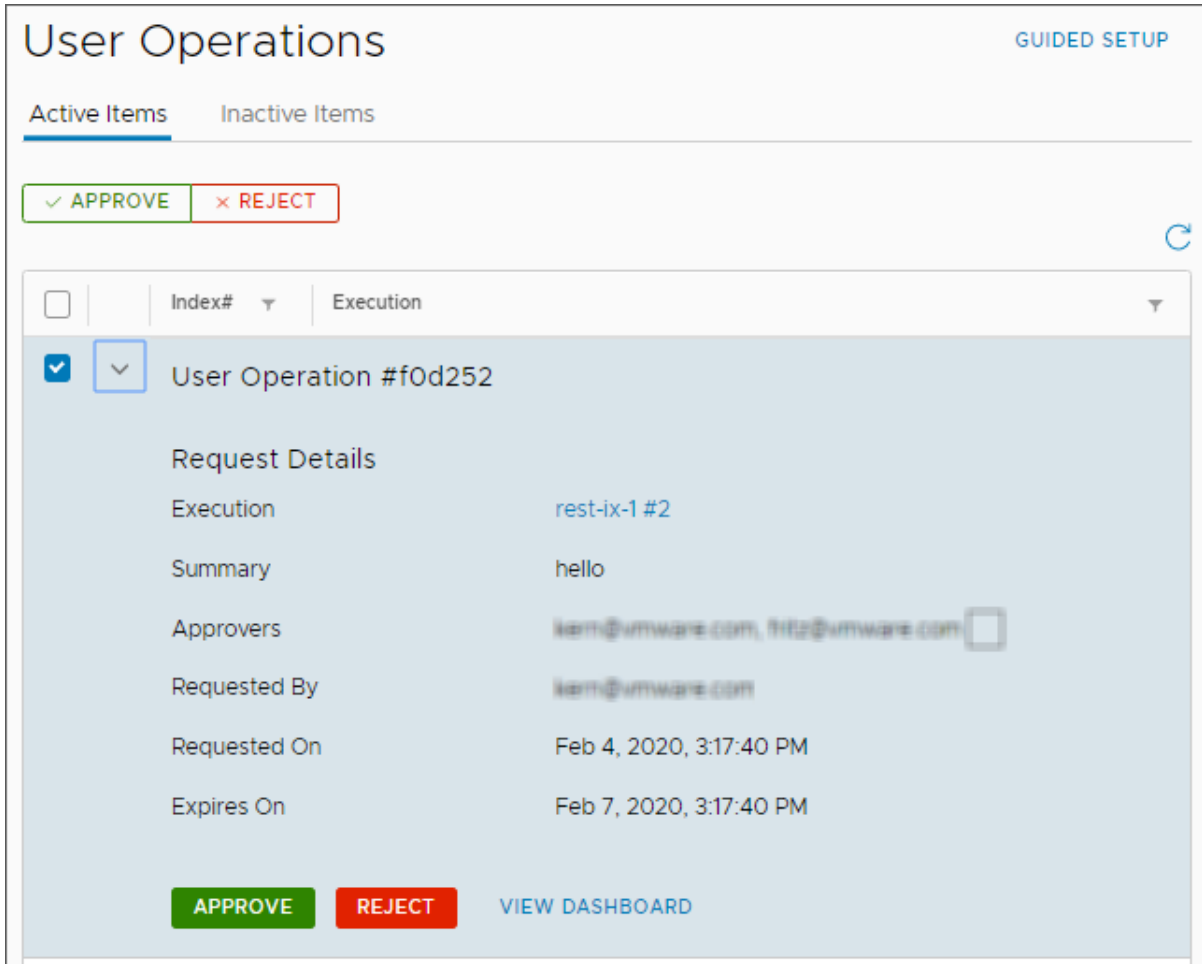 User Operations
GUIDED SETUP
Active Items Inactive Items
APPROVE REJECT
Index# Execution
User Operation #f0d252
Request Details
Execution rest-ix-1 #2
Summary hello
Approvers
Requested By
Requested On Feb 4, 2020, 3:17:40 PM
Expires On Feb 7, 2020, 3:17:40 PM
APPROVE REJECT VIEW DASHBOARD